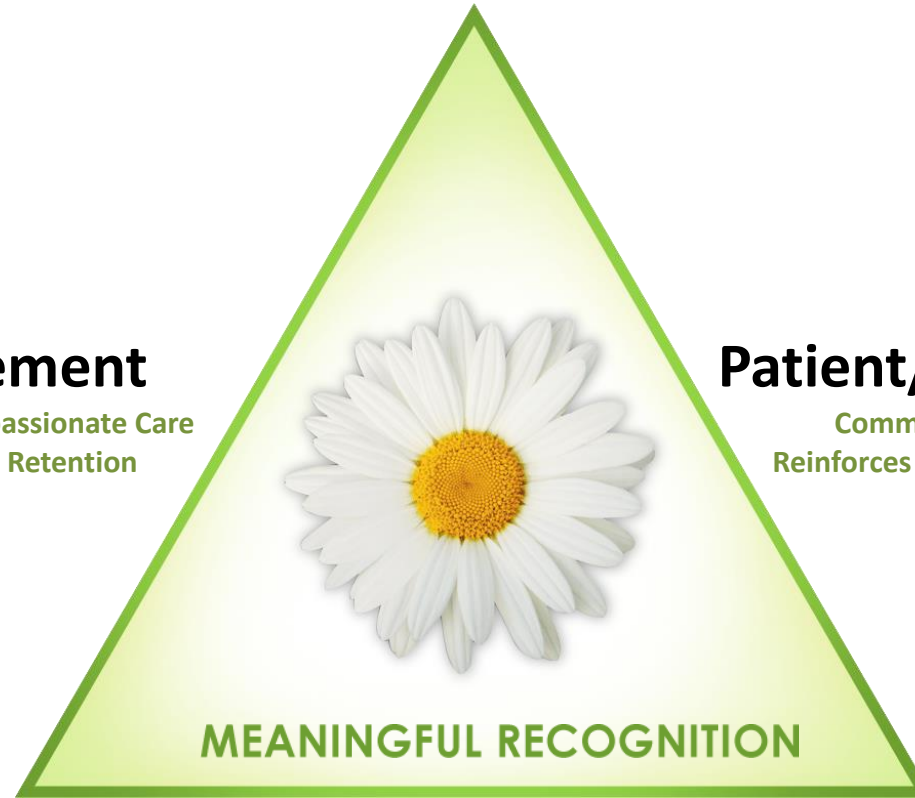 ement
assionate Care
Retention
Patient/
Comm
Reinforces
MEANINGFUL RECOGNITION